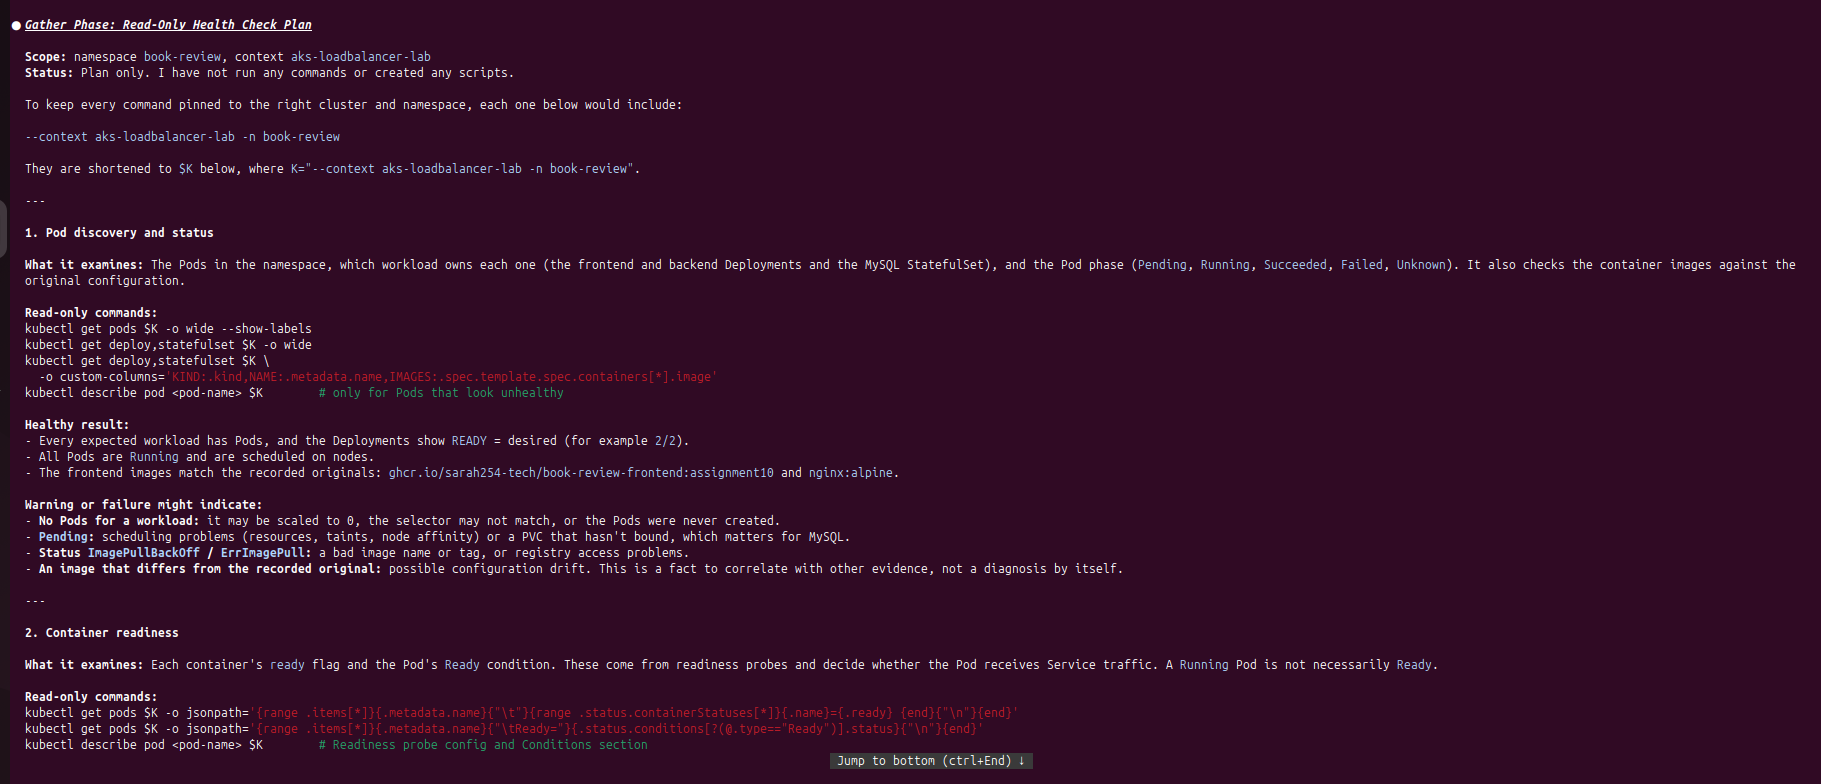 ● Gather Phase: Read-Only Health Check Plan
Scope: namespace book-review, context aks-loadbalancer-lab
Status: Plan only. I have not run any commands or created any scripts.
To keep every command pinned to the right cluster and namespace, each one below would include:
--context aks-loadbalancer-lab -n book-review
They are shortened to $K below, where K="--context aks-loadbalancer-lab -n book-review".
---
1. Pod discovery and status
What it examines: The Pods in the namespace, which workload owns each one (the frontend and backend Deployments and the MySQL StatefulSet), and the Pod phase (Pending, Running, Succeeded, Failed, Unknown). It also checks the container images against the
original configuration.
Read-only commands:
kubectl get pods $K -o wide --show-labels
kubectl get deploy,statefulset $K -o wide
kubectl get deploy,statefulset $K \
  -o custom-columns='KIND:.kind,NAME:.metadata.name,IMAGES:.spec.template.spec.containers[*].image'
kubectl describe pod <pod-name> $K        # only for Pods that look unhealthy
Healthy result:
- Every expected workload has Pods, and the Deployments show READY = desired (for example 2/2).
- All Pods are Running and are scheduled on nodes.
- The frontend images match the recorded originals: ghcr.io/sarah254-tech/book-review-frontend:assignment10 and nginx:alpine.
Warning or failure might indicate:
- No Pods for a workload: it may be scaled to 0, the selector may not match, or the Pods were never created.
- Pending: scheduling problems (resources, taints, node affinity) or a PVC that hasn't bound, which matters for MySQL.
- Status ImagePullBackOff / ErrImagePull: a bad image name or tag, or registry access problems.
- An image that differs from the recorded original: possible configuration drift. This is a fact to correlate with other evidence, not a diagnosis by itself.
---
2. Container readiness
What it examines: Each container's ready flag and the Pod's Ready condition. These come from readiness probes and decide whether the Pod receives Service traffic. A Running Pod is not necessarily Ready.
Read-only commands:
kubectl get pods $K -o jsonpath='{range .items[*]}{.metadata.name}{"\t"}{range .status.containerStatuses[*]}{.name}={.ready} {end}{"\n"}{end}'
kubectl get pods $K -o jsonpath='{range .items[*]}{.metadata.name}{"\tReady="}{.status.conditions[?(@.type=="Ready")].status}{"\n"}{end}'
kubectl describe pod <pod-name> $K        # Readiness probe config and Conditions section
Jump to bottom (ctrl+End) ↓